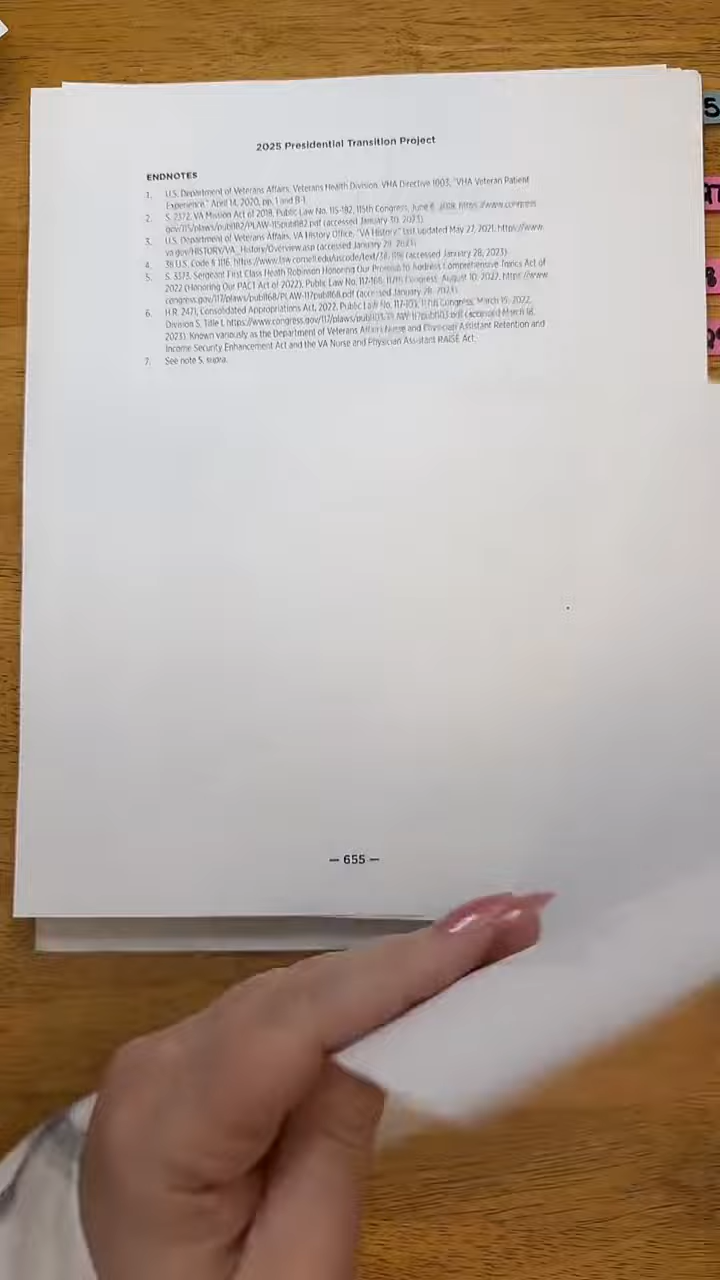 2025 Presidential Transition Project
ENDNOTES
1. U.S. Department of Veterans Affairs, Veterans Health Division, VHA Directive 1003, "VHA Veteran Patient
Experience," April 14, 2020, pp. 1 and B-1.
2. S. 2372, VA Mission Act of 2018, Public Law No. 115-182, 115th Congress, June 6, 2018, https://www.congress.
gov/115/plaws/publ182/PLAW-115publ182.pdf (accessed January 30, 2023).
3. U.S. Department of Veterans Affairs, VA History Office, "VA History" last updated May 27, 2021, https://www.
va.gov/HISTORY/VA_History/Overview.asp (accessed January 29, 2023).
4. 38 U.S. Code § 1116, https://www.law.cornell.edu/uscode/text/38/1116 (accessed January 28, 2023).
5. S. 3373, Sergeant First Class Heath Robinson Honoring Our Promise to Address Comprehensive Toxics Act of
2022 (Honoring Our PACT Act of 2022), Public Law No. 117-168, 117th Congress, August 10, 2022, https://www.
congress.gov/117/plaws/publ168/PLAW-117publ168.pdf (accessed January 28, 2023).
6. H.R. 2471, Consolidated Appropriations Act, 2022, Public Law No. 117-103, 117th Congress, March 15, 2022,
Division S, Title I, https://www.congress.gov/117/plaws/publ103/PLAW-117publ103.pdf (accessed March 16,
2023). Known variously as the Department of Veterans Affairs Nurse and Physician Assistant Retention and
Income Security Enhancement Act and the VA Nurse and Physician Assistant RAISE Act.
7. See note 5, supra.
5
8
— 655 —